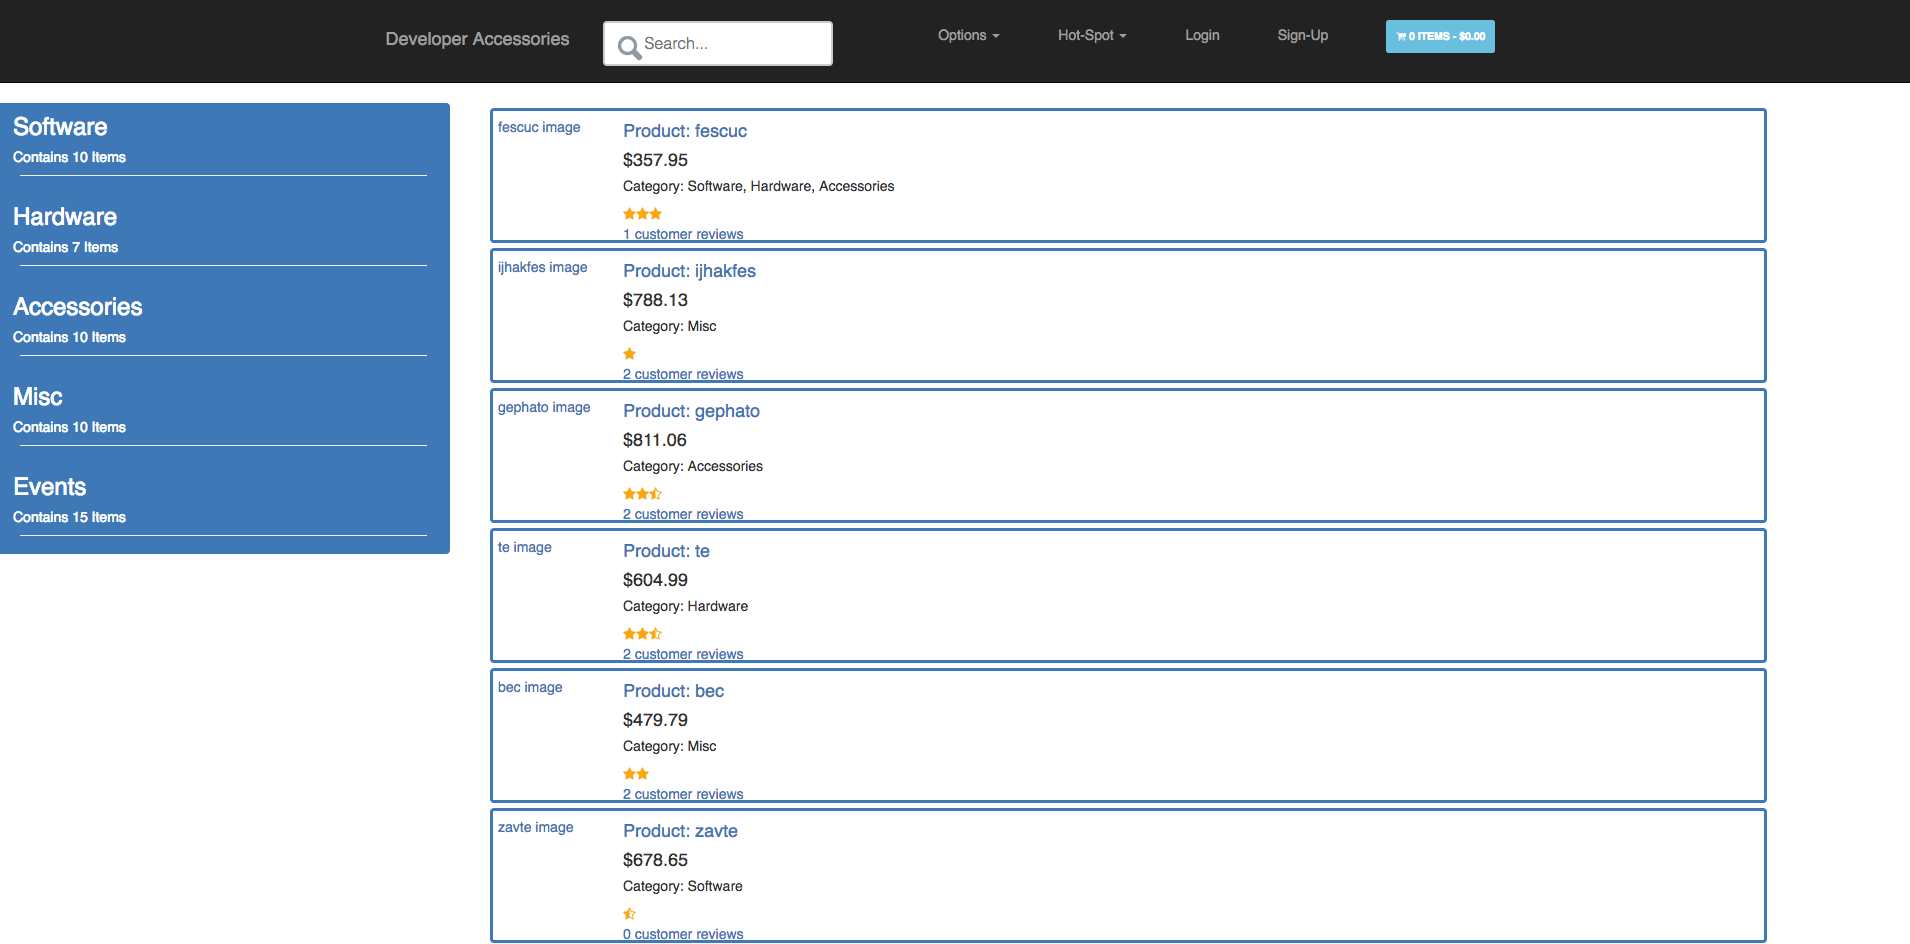 Developer Accessories
Search...
Options
Hot-Spot
Login
Sign-Up
0 ITEMS - $0.00
Software
Contains 10 Items
Hardware
Contains 7 Items
Accessories
Contains 10 Items
Misc
Contains 10 Items
Events
Contains 15 Items
fescuc image
Product: fescuc
$357.95
Category: Software, Hardware, Accessories
1 customer reviews
ijhakfes image
Product: ijhakfes
$788.13
Category: Misc
2 customer reviews
gephato image
Product: gephato
$811.06
Category: Accessories
2 customer reviews
te image
Product: te
$604.99
Category: Hardware
2 customer reviews
bec image
Product: bec
$479.79
Category: Misc
2 customer reviews
zavte image
Product: zavte
$678.65
Category: Software
0 customer reviews